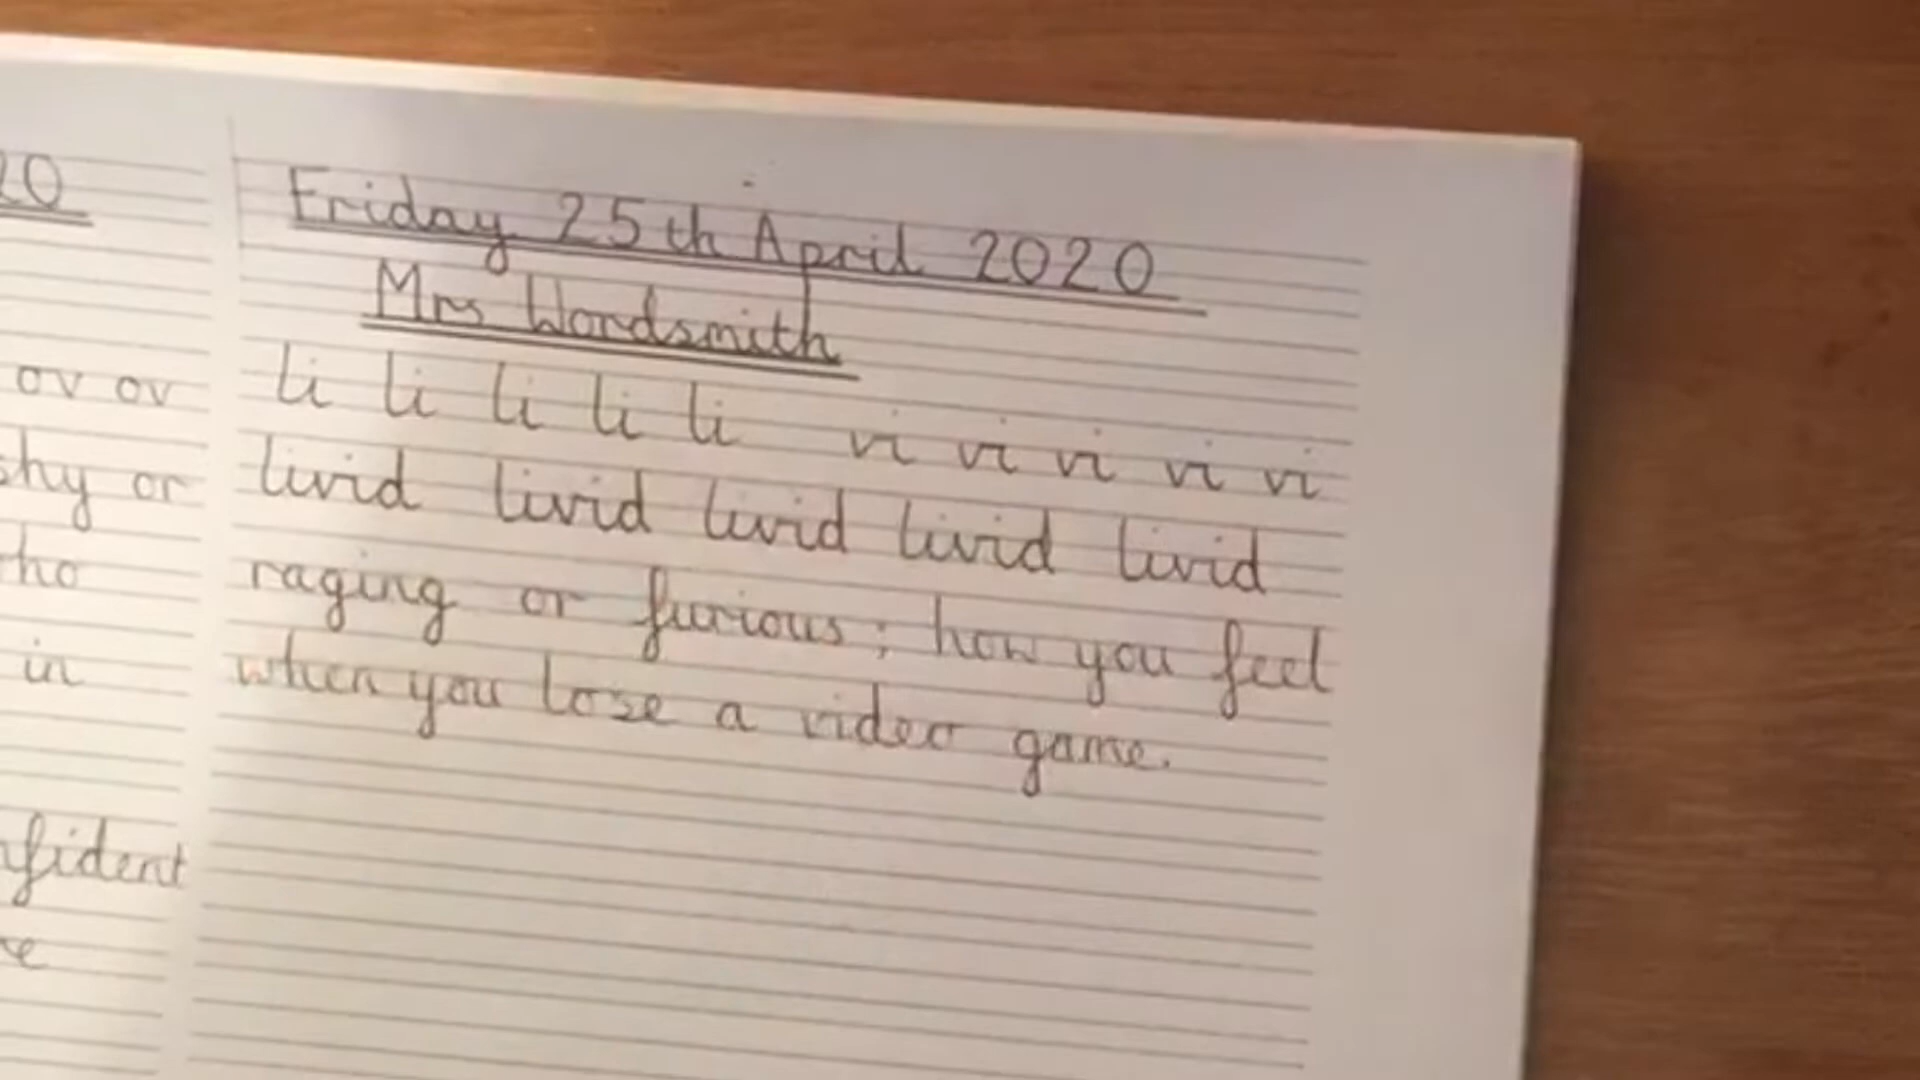 20
ov ov
shy or
ho
in
nfident
re
Friday 25th April 2020
Mrs Wordsmith
li li li li li vi vi vi vi vi
livid livid livid livid livid
raging or furious; how you feel
when you lose a video game.